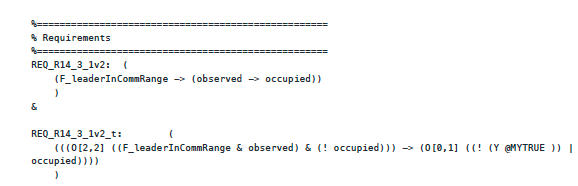 %==================================================
% Requirements
%==================================================
REQ_R14_3_1v2:  (
    (F_leaderInCommRange —> (observed —> occupied))
    )
&
REQ_R14_3_1v2_t:        (
    (((O[2,2] ((F_leaderInCommRange & observed) & (! occupied))) —> (O[0,1] ((! (Y @MYTRUE )) |
occupied))))
    )